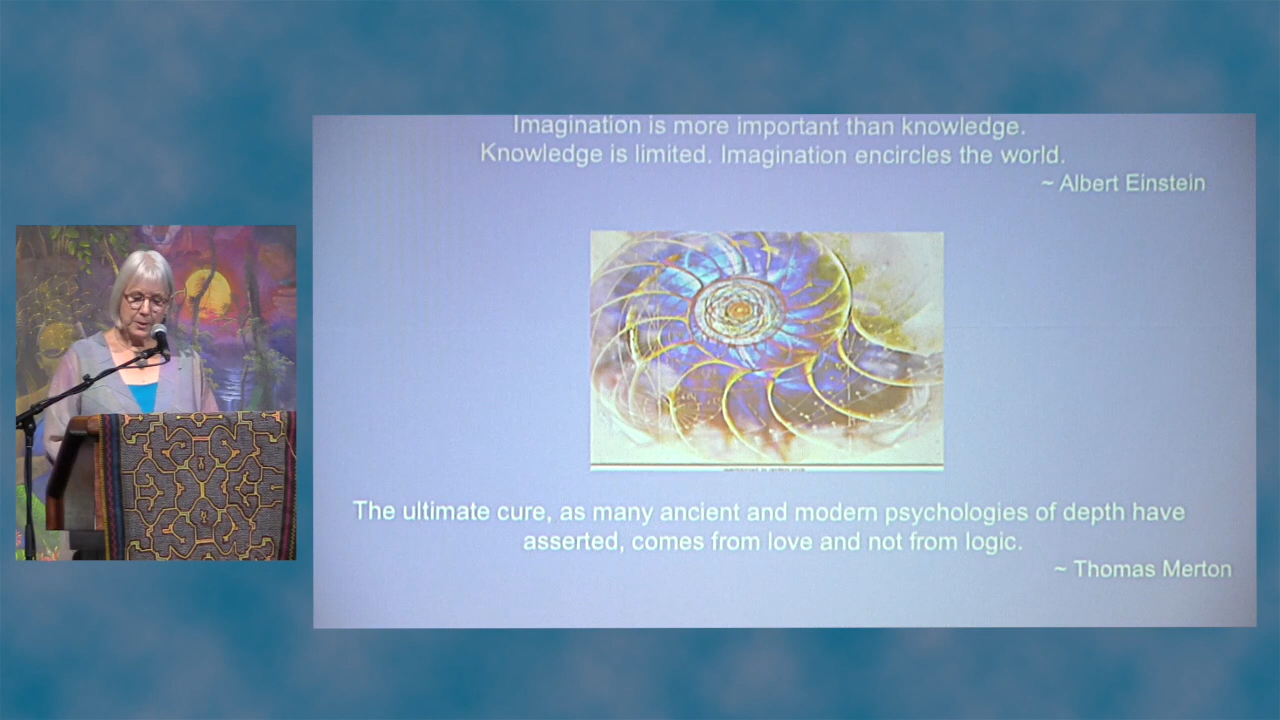 Imagination is more important than knowledge.
Knowledge is limited. Imagination encircles the world.
~ Albert Einstein
The ultimate cure, as many ancient and modern psychologies of depth have
asserted, comes from love and not from logic.
~ Thomas Merton